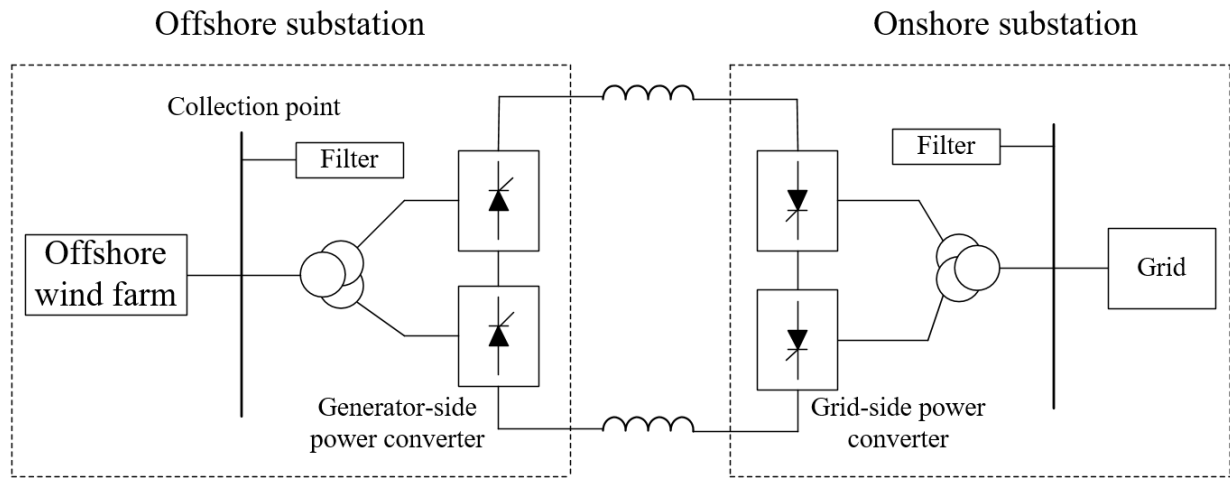 Offshore substation
Onshore substation
Collection point
Filter
Filter
Offshore
wind farm
Grid
Generator-side
power converter
Grid-side power
converter